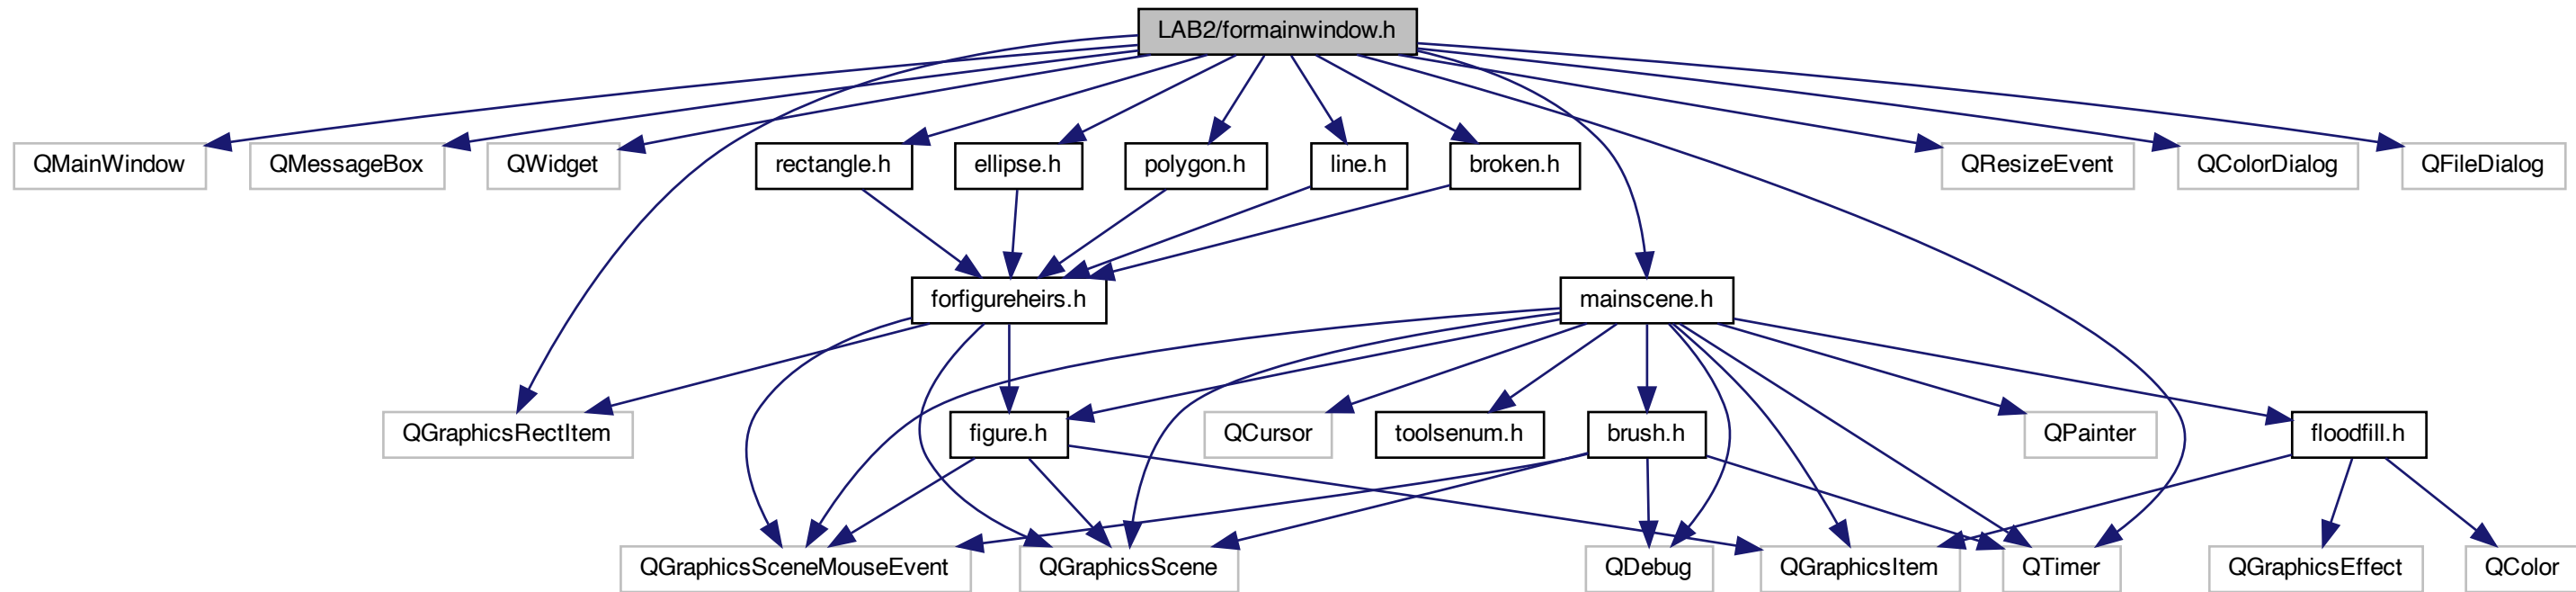 LAB2/formainwindow.h
QMainWindow
QMessageBox
QWidget
rectangle.h
ellipse.h
polygon.h
line.h
broken.h
QResizeEvent
QColorDialog
QFileDialog
forfigureheirs.h
mainscene.h
QGraphicsRectItem
figure.h
QCursor
toolsenum.h
brush.h
QPainter
floodfill.h
QGraphicsSceneMouseEvent
QGraphicsScene
QDebug
QGraphicsItem
QTimer
QGraphicsEffect
QColor